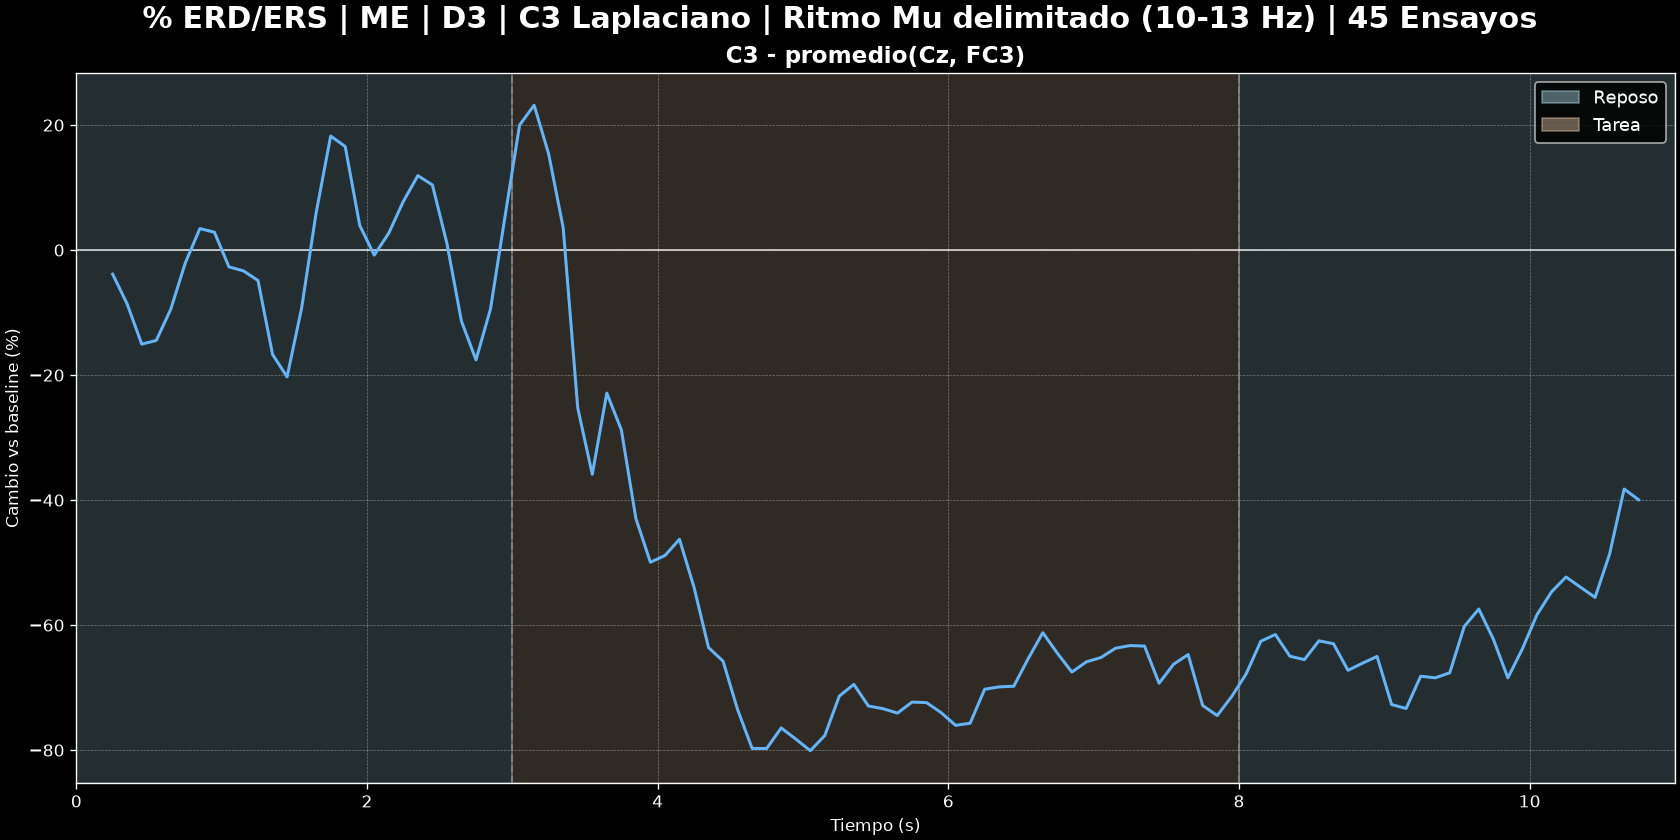 % ERD/ERS | ME | D3 | C3 Laplaciano | Ritmo Mu delimitado (10-13 Hz) | 45 Ensayos
C3 - promedio(Cz, FC3)
Reposo
Tarea
Cambio vs baseline (%)
20
0
−20
−40
−60
−80
0
2
4
6
8
10
Tiempo (s)